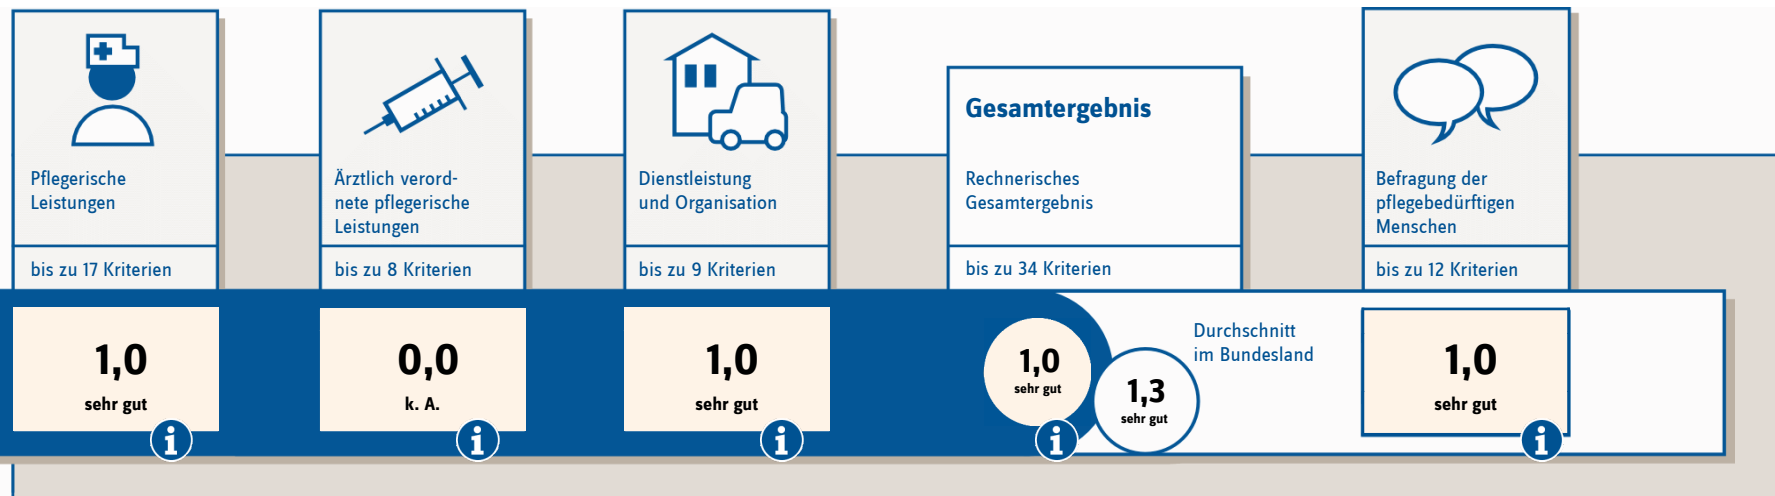 Pflegerische
Leistungen
bis zu 17 Kriterien
1,0
sehr gut
i
Ärztlich verord-
nete pflegerische
Leistungen
bis zu 8 Kriterien
0,0
k. A.
i
Dienstleistung
und Organisation
bis zu 9 Kriterien
1,0
sehr gut
i
Gesamtergebnis
Rechnerisches
Gesamtergebnis
bis zu 34 Kriterien
1,0
sehr gut
i
1,3
sehr gut
Durchschnitt
im Bundesland
Befragung der
pflegebedürftigen
Menschen
bis zu 12 Kriterien
1,0
sehr gut
i